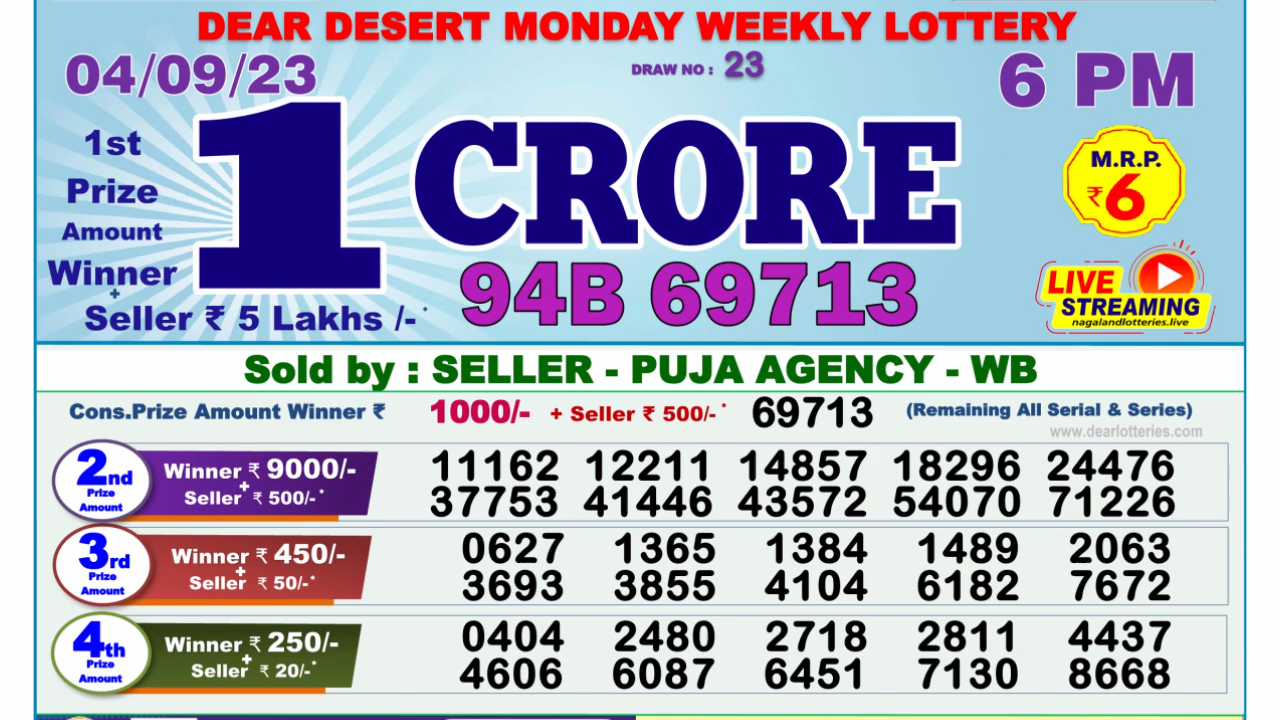 DEAR DESERT MONDAY WEEKLY LOTTERY
04/09/23
DRAW NO : 23
6 PM
1st
Prize
Amount
Winner
+
Seller ₹ 5 Lakhs /-*
1 CRORE
94B 69713
M.R.P.
₹6
LIVE
STREAMING
nagalandlotteries.live
Sold by : SELLER - PUJA AGENCY - WB
Cons.Prize Amount Winner ₹ 1000/- + Seller ₹ 500/-* 69713 (Remaining All Serial & Series)
www.dearlotteries.com
2nd
Prize
Amount
Winner ₹ 9000/-
+
Seller ₹ 500/-*
11162 12211 14857 18296 24476
37753 41446 43572 54070 71226
3rd
Prize
Amount
Winner ₹ 450/-
+
Seller ₹ 50/-*
0627 1365 1384 1489 2063
3693 3855 4104 6182 7672
4th
Prize
Amount
Winner ₹ 250/-
+
Seller ₹ 20/-*
0404 2480 2718 2811 4437
4606 6087 6451 7130 8668